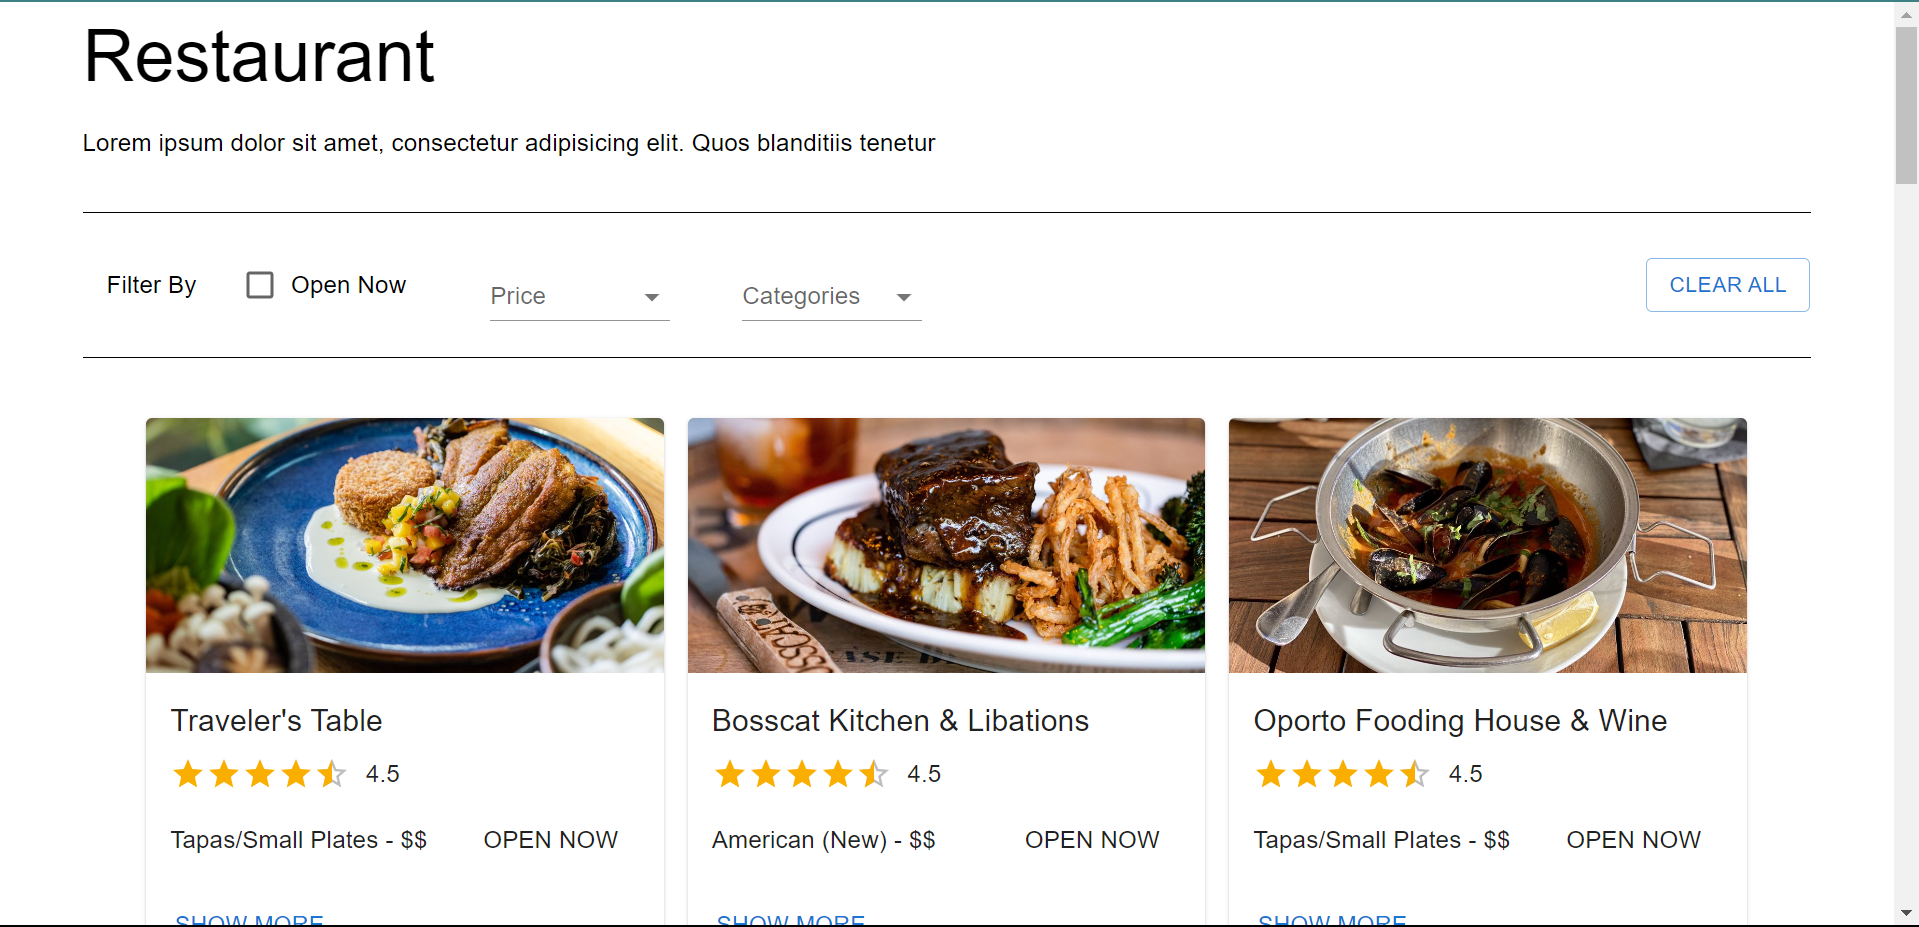 Restaurant
Lorem ipsum dolor sit amet, consectetur adipisicing elit. Quos blanditiis tenetur
Filter By Open Now Price Categories CLEAR ALL
Traveler's Table Bosscat Kitchen & Libations Oporto Fooding House & Wine
4.5 4.5 4.5
Tapas/Small Plates - $$ OPEN NOW American (New) - $$ OPEN NOW Tapas/Small Plates - $$ OPEN NOW
SHOW MORE SHOW MORE SHOW MORE